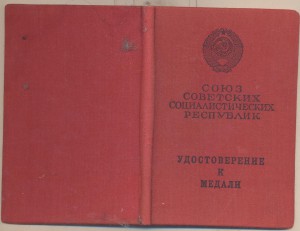 СОЮЗ
СОВЕТСКИХ
СОЦИАЛИСТИЧЕСКИХ
РЕСПУБЛИК
УДОСТОВЕРЕНИЕ
К
МЕДАЛИ